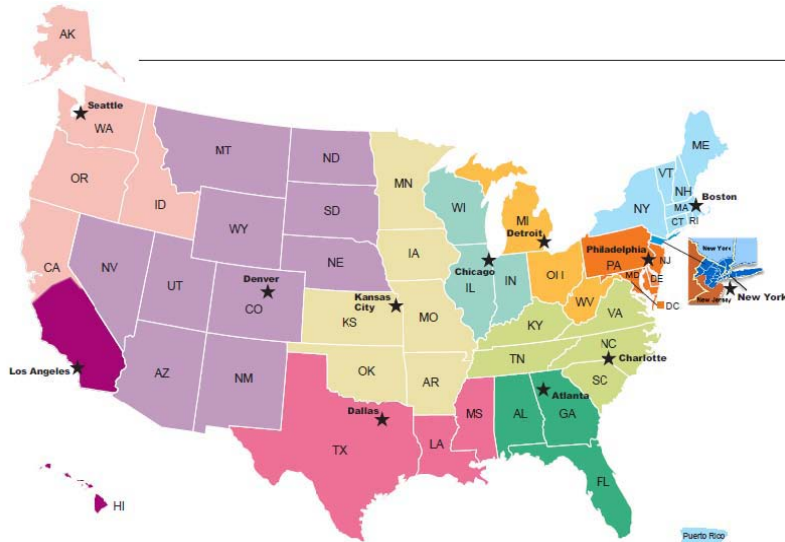 AK
Seattle
WA
OR
ID
MT
ND
MN
SD
WY
WI
MI
Detroit
ME
VT
NH
NY
MA
Boston
CT
RI
CA
NV
UT
Denver
CO
NE
IA
Chicago
IL
IN
OH
Philadelphia
PA
NJ
MD
DE
DC
WV
VA
New York
New Jersey
New York
Kansas
City
KS
MO
KY
TN
NC
Charlotte
SC
Los Angeles
AZ
NM
OK
AR
Dallas
TX
LA
MS
AL
Atlanta
GA
FL
HI
Puerto Rico